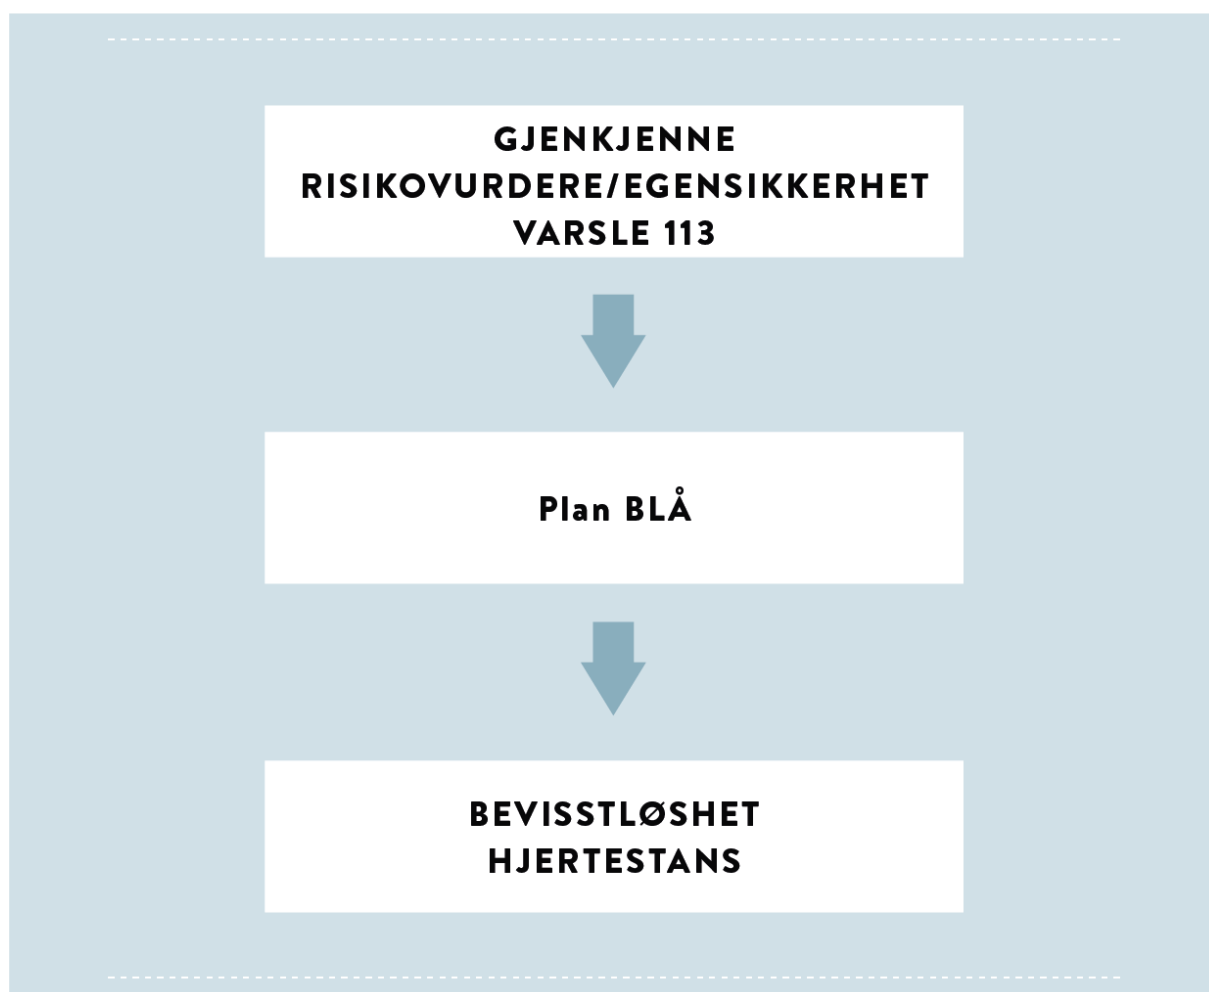 GJENKJENNE
RISIKOVURDERE/EGENSIKKERHET
VARSLE 113
Plan BLÅ
BEVISSTLØSHET
HJERTESTANS